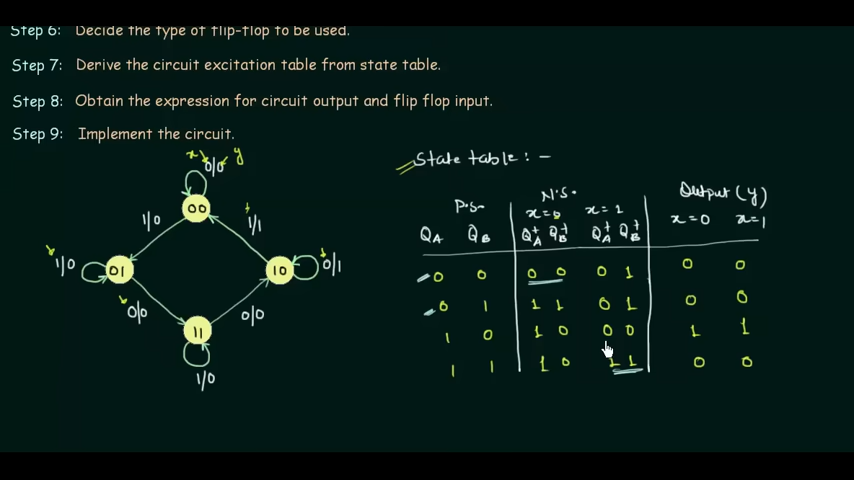 Step 6: Decide the type of flip-flop to be used.
Step 7: Derive the circuit excitation table from state table.
Step 8: Obtain the expression for circuit output and flip flop input.
Step 9: Implement the circuit.
x y
0/0
00
1/0 1/1
1/0 01 10 0/1
0/0 0/0
11
1/0
State table : -
P.S. N.S. Output (y)
x=0 x=1 x=0 x=1
QA QB QA+ QB+ QA+ QB+
0 0 0 0 0 1 0 0
0 1 1 1 0 1 0 0
1 0 1 0 0 0 1 1
1 1 1 0 1 1 0 0